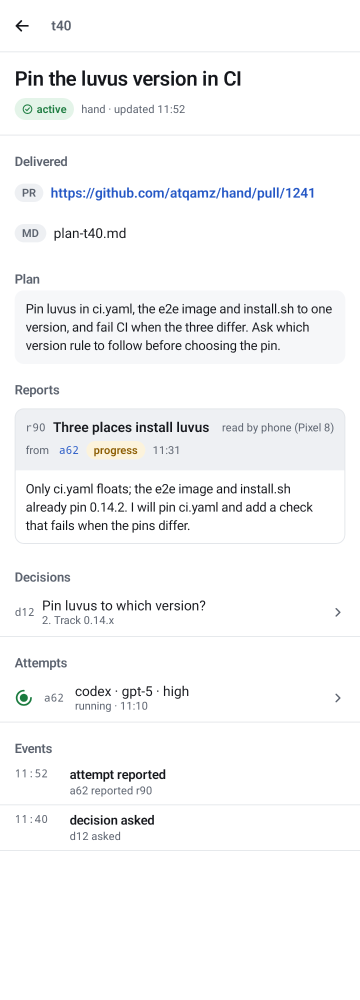 t40
Pin the luvus version in CI
active hand · updated 11:52
Delivered
PR https://github.com/atqamz/hand/pull/1241
MD plan-t40.md
Plan
Pin luvus in ci.yaml, the e2e image and install.sh to one
version, and fail CI when the three differ. Ask which
version rule to follow before choosing the pin.
Reports
r90 Three places install luvus read by phone (Pixel 8)
from a62 progress 11:31
Only ci.yaml floats; the e2e image and install.sh
already pin 0.14.2. I will pin ci.yaml and add a check
that fails when the pins differ.
Decisions
d12 Pin luvus to which version?
2. Track 0.14.x
Attempts
a62 codex · gpt-5 · high
running · 11:10
Events
11:52 attempt reported
a62 reported r90
11:40 decision asked
d12 asked